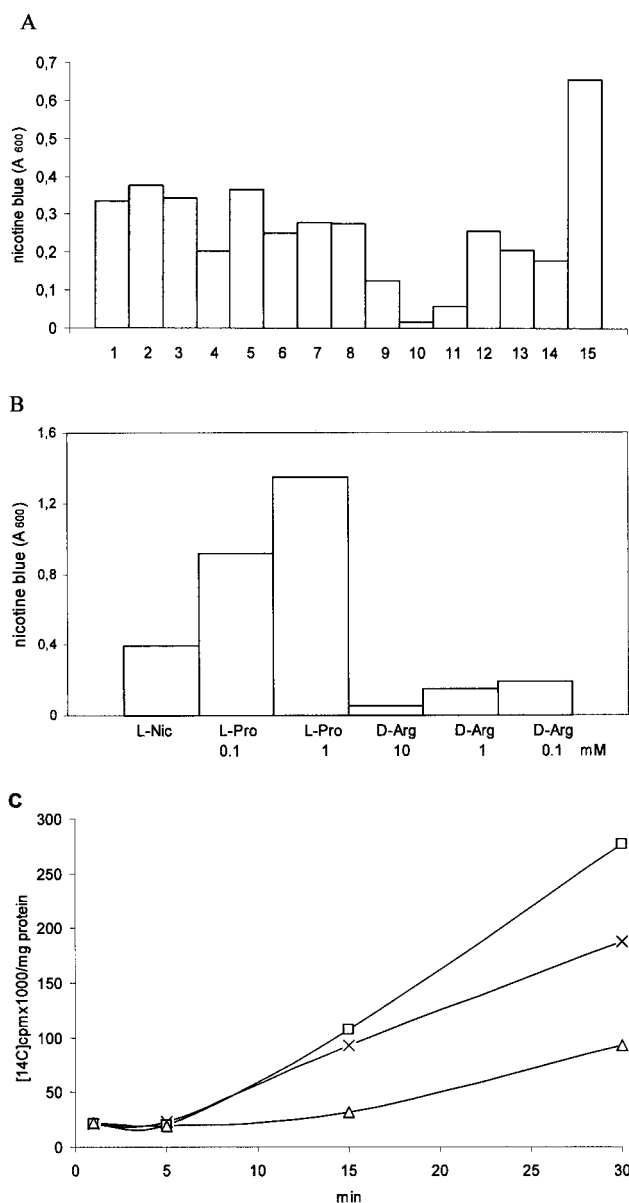 A
nicotine blue (A 600)
0,7
0,6
0,5
0,4
0,3
0,2
0,1
0
1 2 3 4 5 6 7 8 9 10 11 12 13 14 15
B
nicotine blue (A 600)
1,6
1,2
0,8
0,4
0
L-Nic L-Pro L-Pro D-Arg D-Arg D-Arg
0.1 1 10 1 0.1 mM
C
[14C]cpmx1000/mg protein
300
250
200
150
100
50
0
0 5 10 15 20 25 30
min